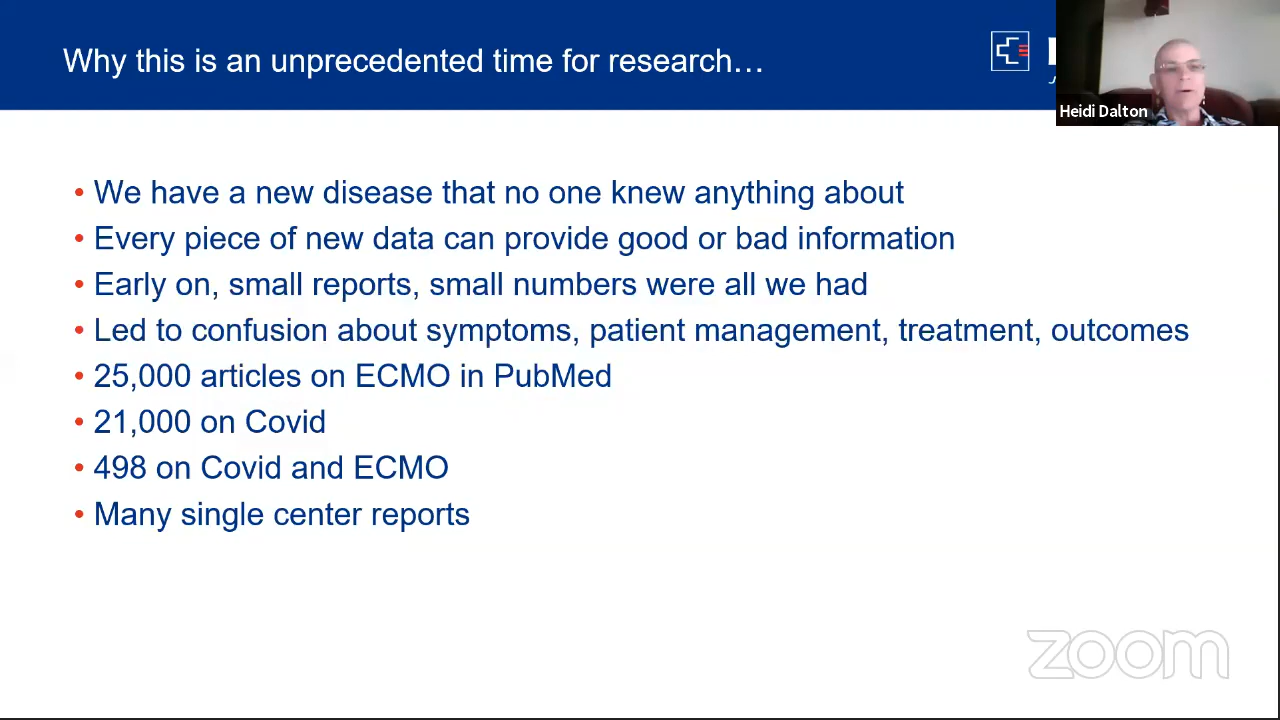 Why this is an unprecedented time for research…
Heidi Dalton
• We have a new disease that no one knew anything about
• Every piece of new data can provide good or bad information
• Early on, small reports, small numbers were all we had
• Led to confusion about symptoms, patient management, treatment, outcomes
• 25,000 articles on ECMO in PubMed
• 21,000 on Covid
• 498 on Covid and ECMO
• Many single center reports
zoom